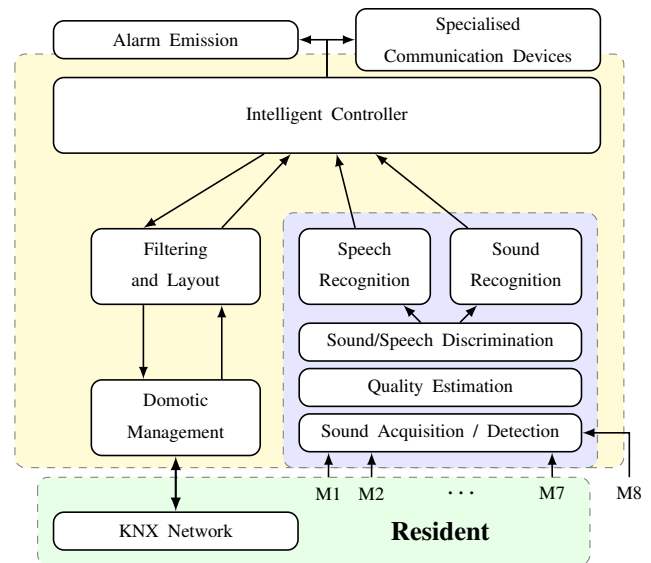 Alarm Emission
Specialised
Communication Devices
Intelligent Controller
Filtering
and Layout
Speech
Recognition
Sound
Recognition
Sound/Speech Discrimination
Quality Estimation
Domotic
Management
Sound Acquisition / Detection
M1 M2 ··· M7 M8
KNX Network
Resident